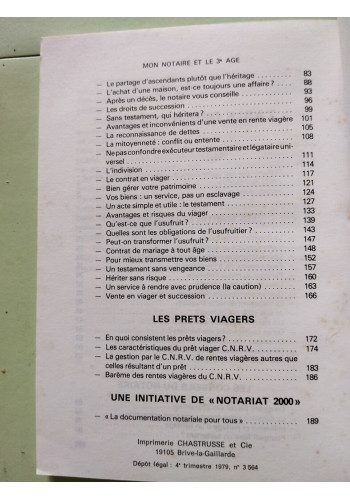 MON NOTAIRE ET LE 3e AGE
— Le partage d'ascendants plutôt que l'héritage ............ 83
— L'achat d'une maison, est-ce toujours une affaire ? .... 88
— Après un décès, le notaire vous conseille .................. 93
— Les droits de succession ....................................... 96
— Sans testament, qui héritera ? ................................. 99
— Avantages et inconvénients d'une vente en rente viagère 101
— La reconnaissance de dettes ................................... 105
— La mitoyenneté : conflit ou entente ......................... 108
— Ne pas confondre exécuteur testamentaire et légataire uni-
versel ............................................................... 111
— L'indivision ........................................................ 114
— Le contrat en viager ............................................. 117
— Bien gérer votre patrimoine .................................... 121
— Vos biens : un service, pas un esclavage .................. 124
— Un acte simple et utile : le testament ...................... 127
— Avantages et risques du viager ................................ 133
— Qu'est-ce que l'usufruit ? ...................................... 139
— Quelles sont les obligations de l'usufruitier ? ............. 143
— Peut-on transformer l'usufruit ? ............................... 147
— Contrat de mariage à tout âge ................................ 148
— Pour mieux transmettre vos biens ............................ 152
— Un testament sans vengeance ................................. 157
— Hériter sans risque ............................................... 160
— Un service à rendre avec prudence (la caution) .......... 163
— Vente en viager et succession ................................. 166
LES PRETS VIAGERS
— En quoi consistent les prêts viagers? ........................ 172
— Les caractéristiques du prêt viager C.N.R.V. .............. 174
— La gestion par le C.N.R.V. de rentes viagères autres que
celles résultant d'un prêt ........................................ 183
— Barème des rentes viagères du C.N.R.V. ................... 186
UNE INITIATIVE DE « NOTARIAT 2000 »
— « La documentation notariale pour tous » .................. 189
Imprimerie CHASTRUSSE et Cie
19105 Brive-la-Gaillarde
Dépôt légal : 4e trimestre 1979, n° 3 564